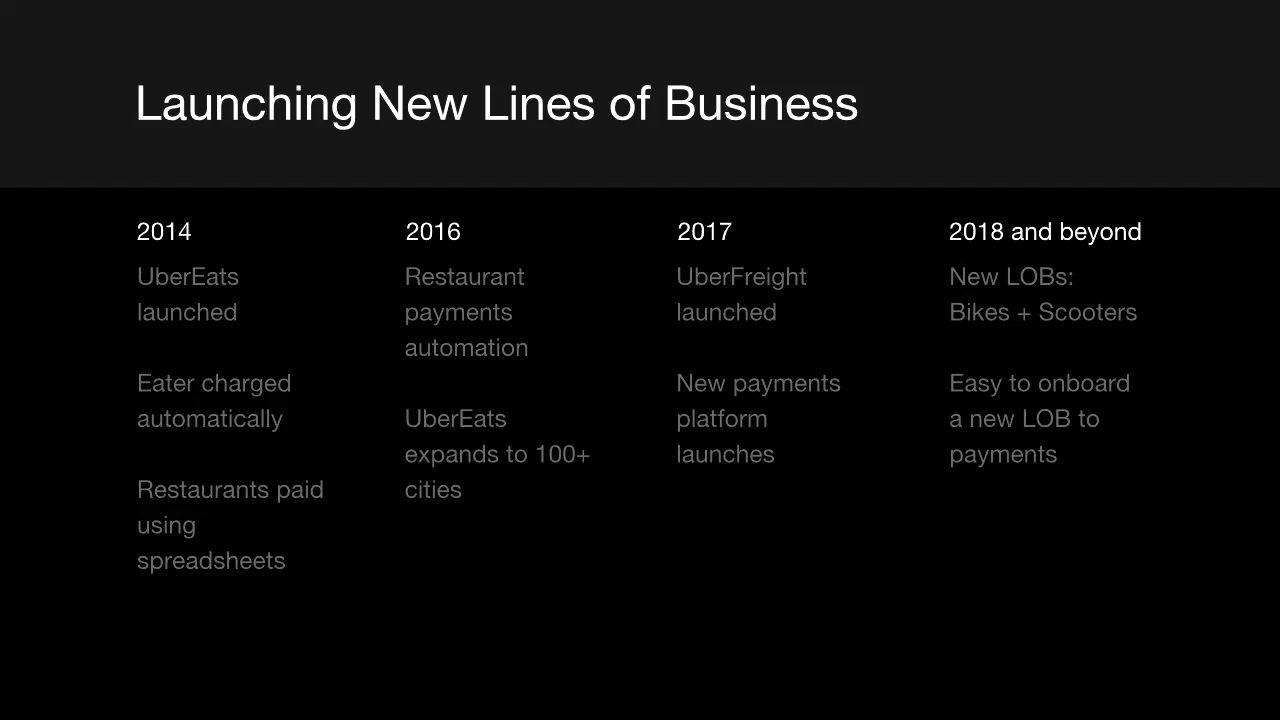 Launching New Lines of Business
2014
UberEats
launched
Eater charged
automatically
Restaurants paid
using
spreadsheets
2016
Restaurant
payments
automation
UberEats
expands to 100+
cities
2017
UberFreight
launched
New payments
platform
launches
2018 and beyond
New LOBs:
Bikes + Scooters
Easy to onboard
a new LOB to
payments